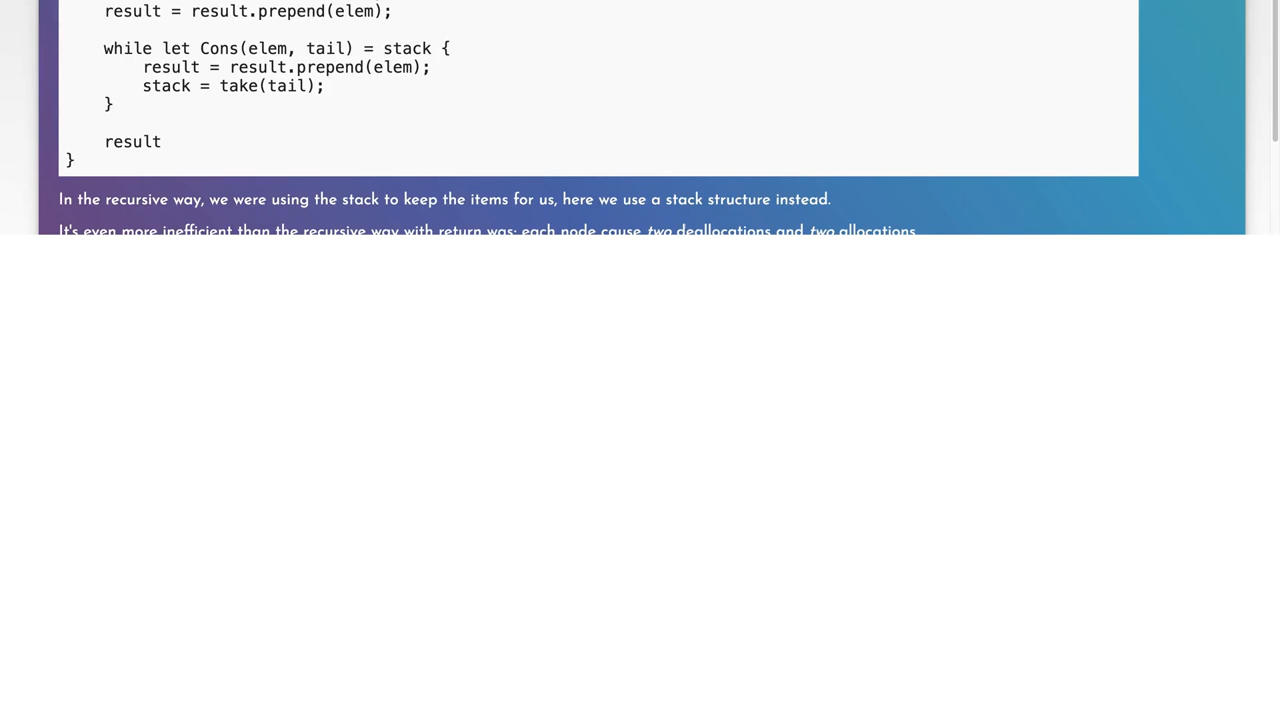 result = result.prepend(elem);
while let Cons(elem, tail) = stack {
result = result.prepend(elem);
stack = take(tail);
}
result
}
In the recursive way, we were using the stack to keep the items for us, here we use a stack structure instead.
It's even more inefficient than the recursive way with return was: each node cause two deallocations and two allocations